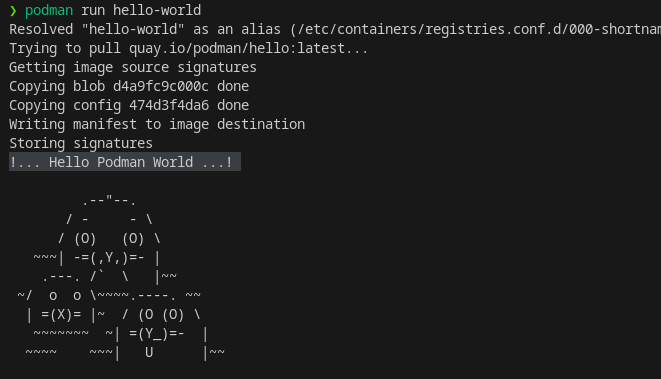 ❯ podman run hello-world
Resolved "hello-world" as an alias (/etc/containers/registries.conf.d/000-shortnam
Trying to pull quay.io/podman/hello:latest...
Getting image source signatures
Copying blob d4a9fc9c000c done
Copying config 474d3f4da6 done
Writing manifest to image destination
Storing signatures
!... Hello Podman World ...!

         .--"--.
       / -     - \
      / (O)   (O) \
   ~~~| -=(,Y,)=- |
    .---. /`  \   |~~
 ~/  o  o \~~~~.----. ~~
  | =(X)= |~  / (O (O) \
   ~~~~~~~  ~| =(Y_)=-  |
  ~~~~    ~~~|   U      |~~